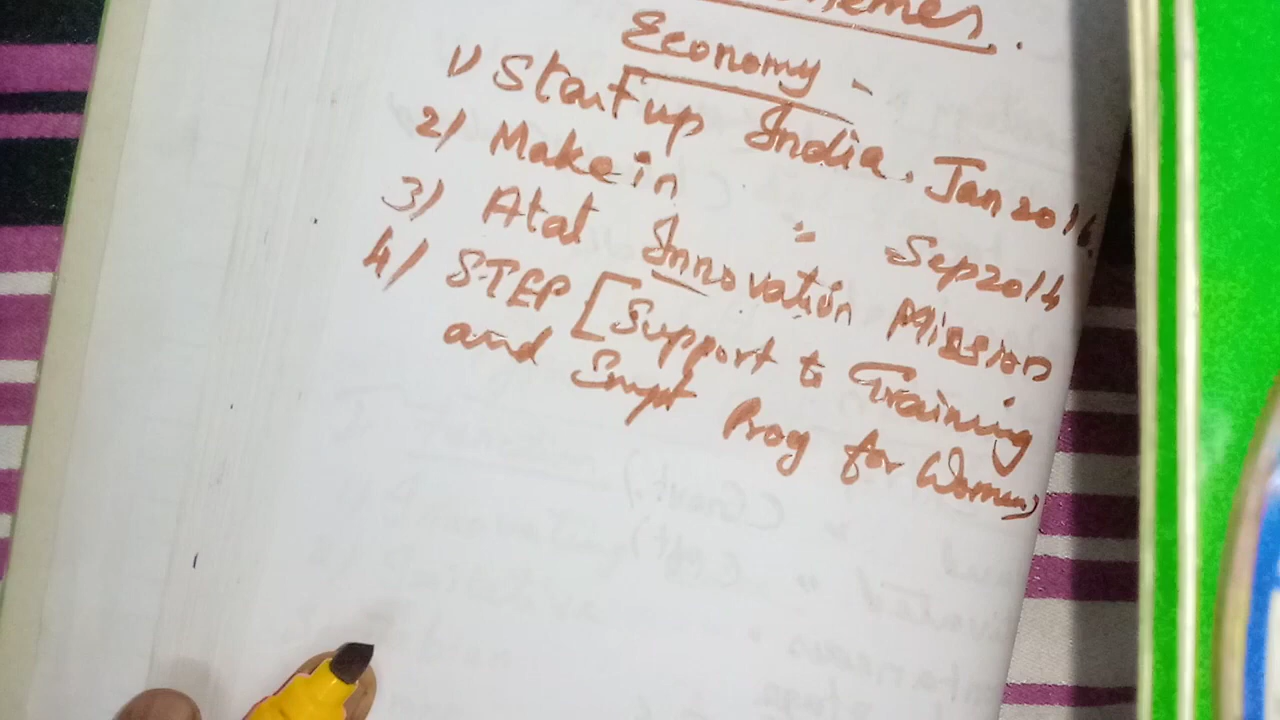 Schemes.
Economy -
1) Startup India. Jan 2016.
2) Make in " Sep 2014
3) Atal Innovation Mission
4) STEP [Support to Training
and Empt Prog for Women]